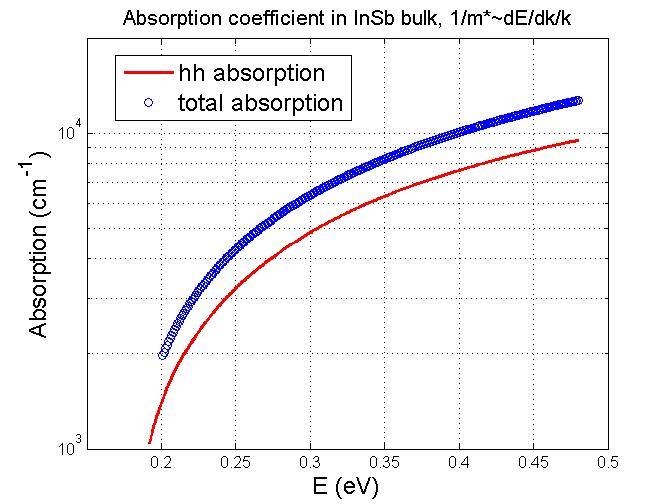 Absorption coefficient in InSb bulk, 1/m*~dE/dk/k
hh absorption
total absorption
10^4
10^3
Absorption (cm^-1)
0.2 0.25 0.3 0.35 0.4 0.45 0.5
E (eV)